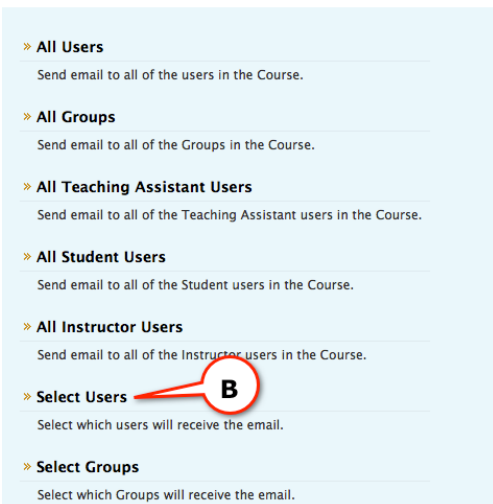 » All Users
Send email to all of the users in the Course.
» All Groups
Send email to all of the Groups in the Course.
» All Teaching Assistant Users
Send email to all of the Teaching Assistant users in the Course.
» All Student Users
Send email to all of the Student users in the Course.
» All Instructor Users
Send email to all of the Instructor users in the Course.
» Select Users
B
Select which users will receive the email.
» Select Groups
Select which Groups will receive the email.